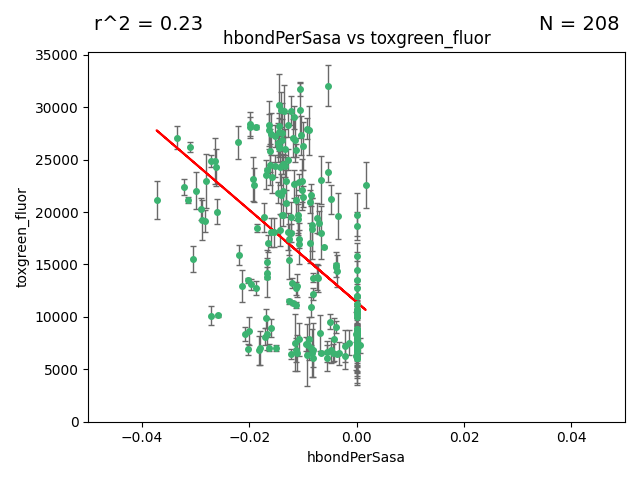 r^2 = 0.23
N = 208
hbondPerSasa vs toxgreen_fluor
35000
30000
25000
20000
15000
10000
5000
0
toxgreen_fluor
−0.04
−0.02
0.00
0.02
0.04
hbondPerSasa